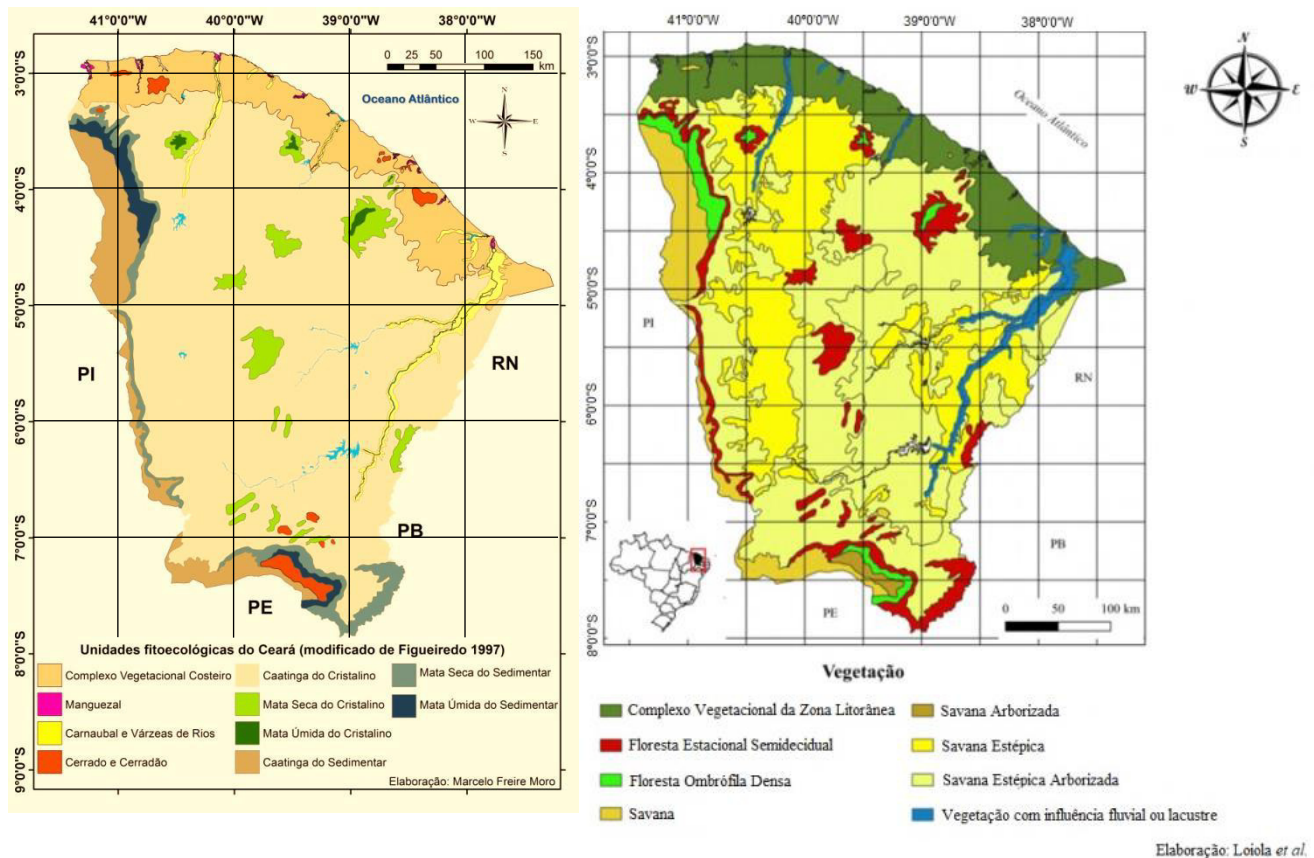 41°0'0"W 40°0'0"W 39°0'0"W 38°0'0"W
0 25 50 100 150
km
Oceano Atlântico
N
W E
S
3°0'0"S
4°0'0"S
5°0'0"S
6°0'0"S
7°0'0"S
8°0'0"S
9°0'0"S
PI
RN
PB
PE
Unidades fitoecológicas do Ceará (modificado de Figueiredo 1997)
Complexo Vegetacional Costeiro
Manguezal
Carnaubal e Várzeas de Rios
Cerrado e Cerradão
Caatinga do Cristalino
Mata Seca do Cristalino
Mata Úmida do Cristalino
Caatinga do Sedimentar
Mata Seca do Sedimentar
Mata Úmida do Sedimentar
Elaboração: Marcelo Freire Moro
41°0'0"W 40°0'0"W 39°0'0"W 38°0'0"W
N
W E
S
Oceano Atlântico
3°0'0"S
4°0'0"S
5°0'0"S
6°0'0"S
7°0'0"S
8°0'0"S
PI
RN
PB
PE
0 50 100 km
Vegetação
Complexo Vegetacional da Zona Litorânea
Floresta Estacional Semidecidual
Floresta Ombrófila Densa
Savana
Savana Arborizada
Savana Estépica
Savana Estépica Arborizada
Vegetação com influência fluvial ou lacustre
Elaboração: Loiola et al.